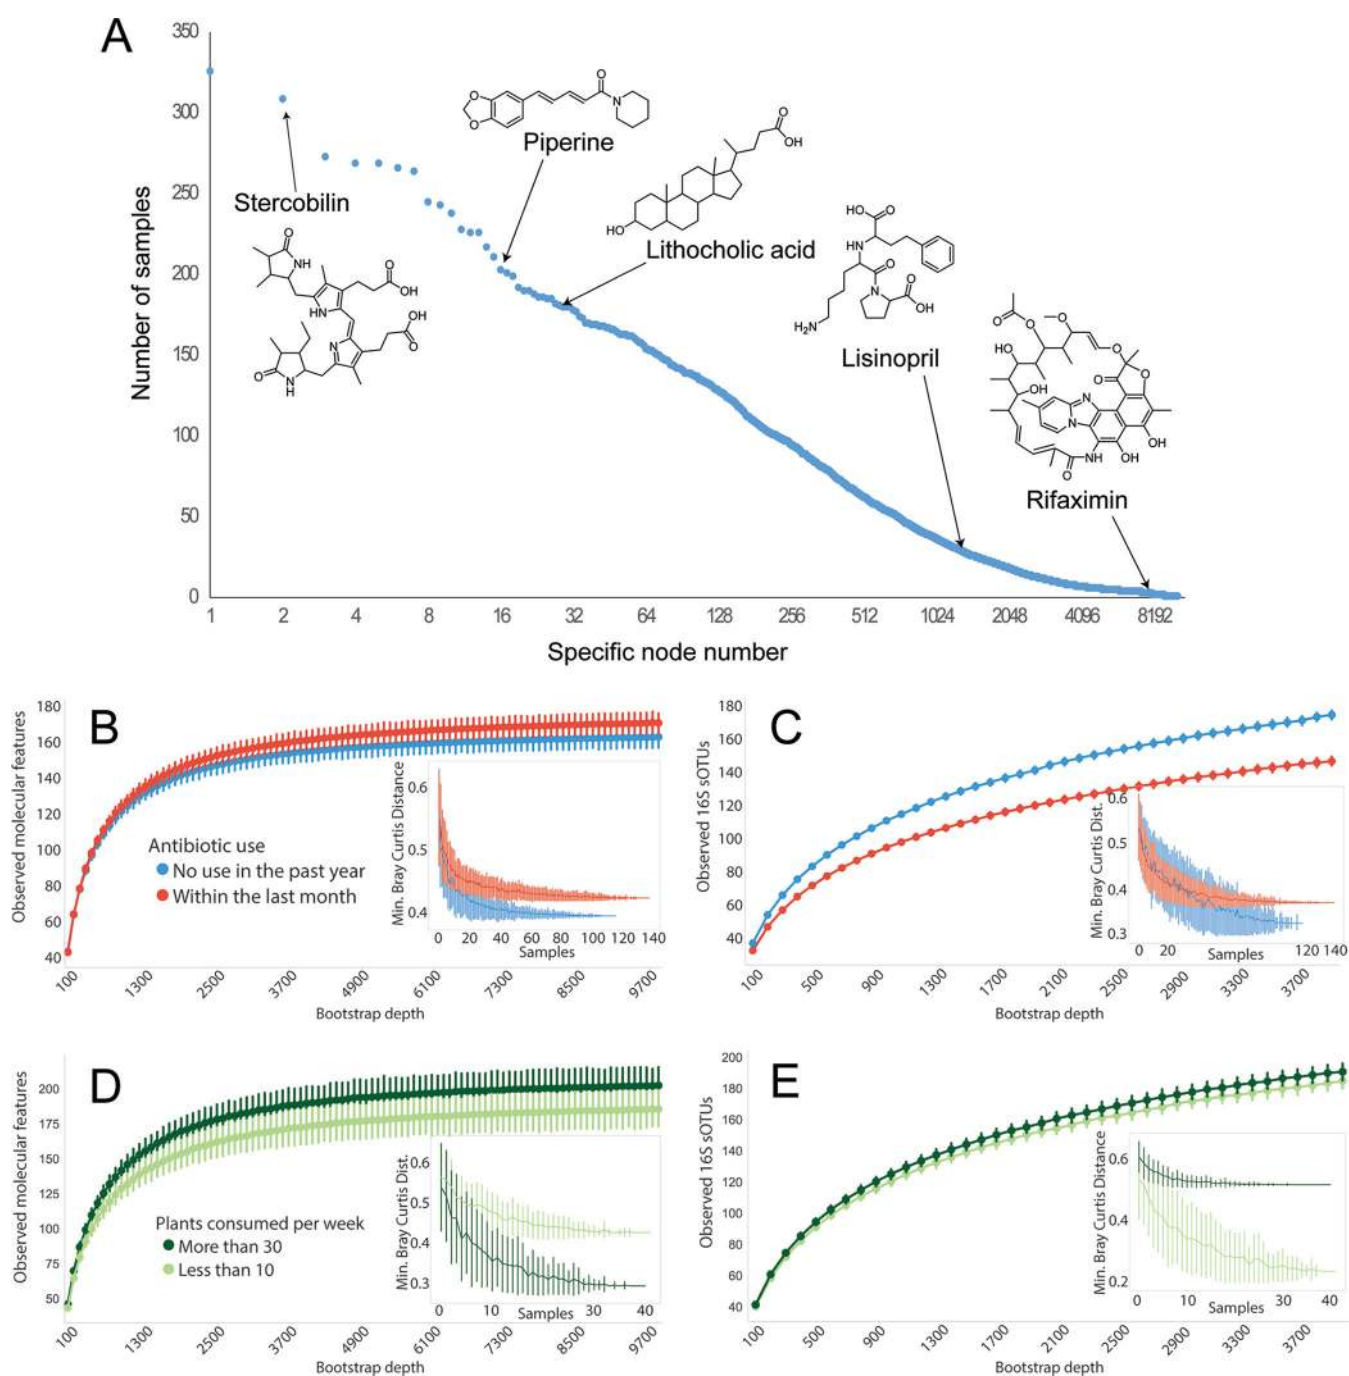 A
350
300
250
200
150
100
50
0
Number of samples
1 2 4 8 16 32 64 128 256 512 1024 2048 4096 8192
Specific node number
Stercobilin
Piperine
Lithocholic acid
Lisinopril
Rifaximin
B
180
160
140
120
100
80
60
40
Observed molecular features
100 1300 2500 3700 4900 6100 7300 8500 9700
Bootstrap depth
Antibiotic use
No use in the past year
Within the last month
0.6
0.5
0.4
Min. Bray Curtis Distance
0 20 40 60 80 100 120 140
Samples
C
180
160
140
120
100
80
60
40
Observed 16S sOTUs
100 500 900 1300 1700 2100 2500 2900 3300 3700
Bootstrap depth
0.6
0.5
0.4
0.3
Min. Bray Curtis Dist.
0 20 120 140
Samples
D
200
175
150
125
100
75
50
Observed molecular features
100 1300 2500 3700 4900 6100 7300 8500 9700
Bootstrap depth
Plants consumed per week
More than 30
Less than 10
0.6
0.5
0.4
0.3
Min. Bray Curtis Dist.
0 10 30 40
Samples
E
200
180
160
140
120
100
80
60
40
Observed 16S sOTUs
100 500 900 1300 1700 2100 2500 2900 3300 3700
Bootstrap depth
0.6
0.4
0.2
Min. Bray Curtis Distance
0 10 30 40
Samples